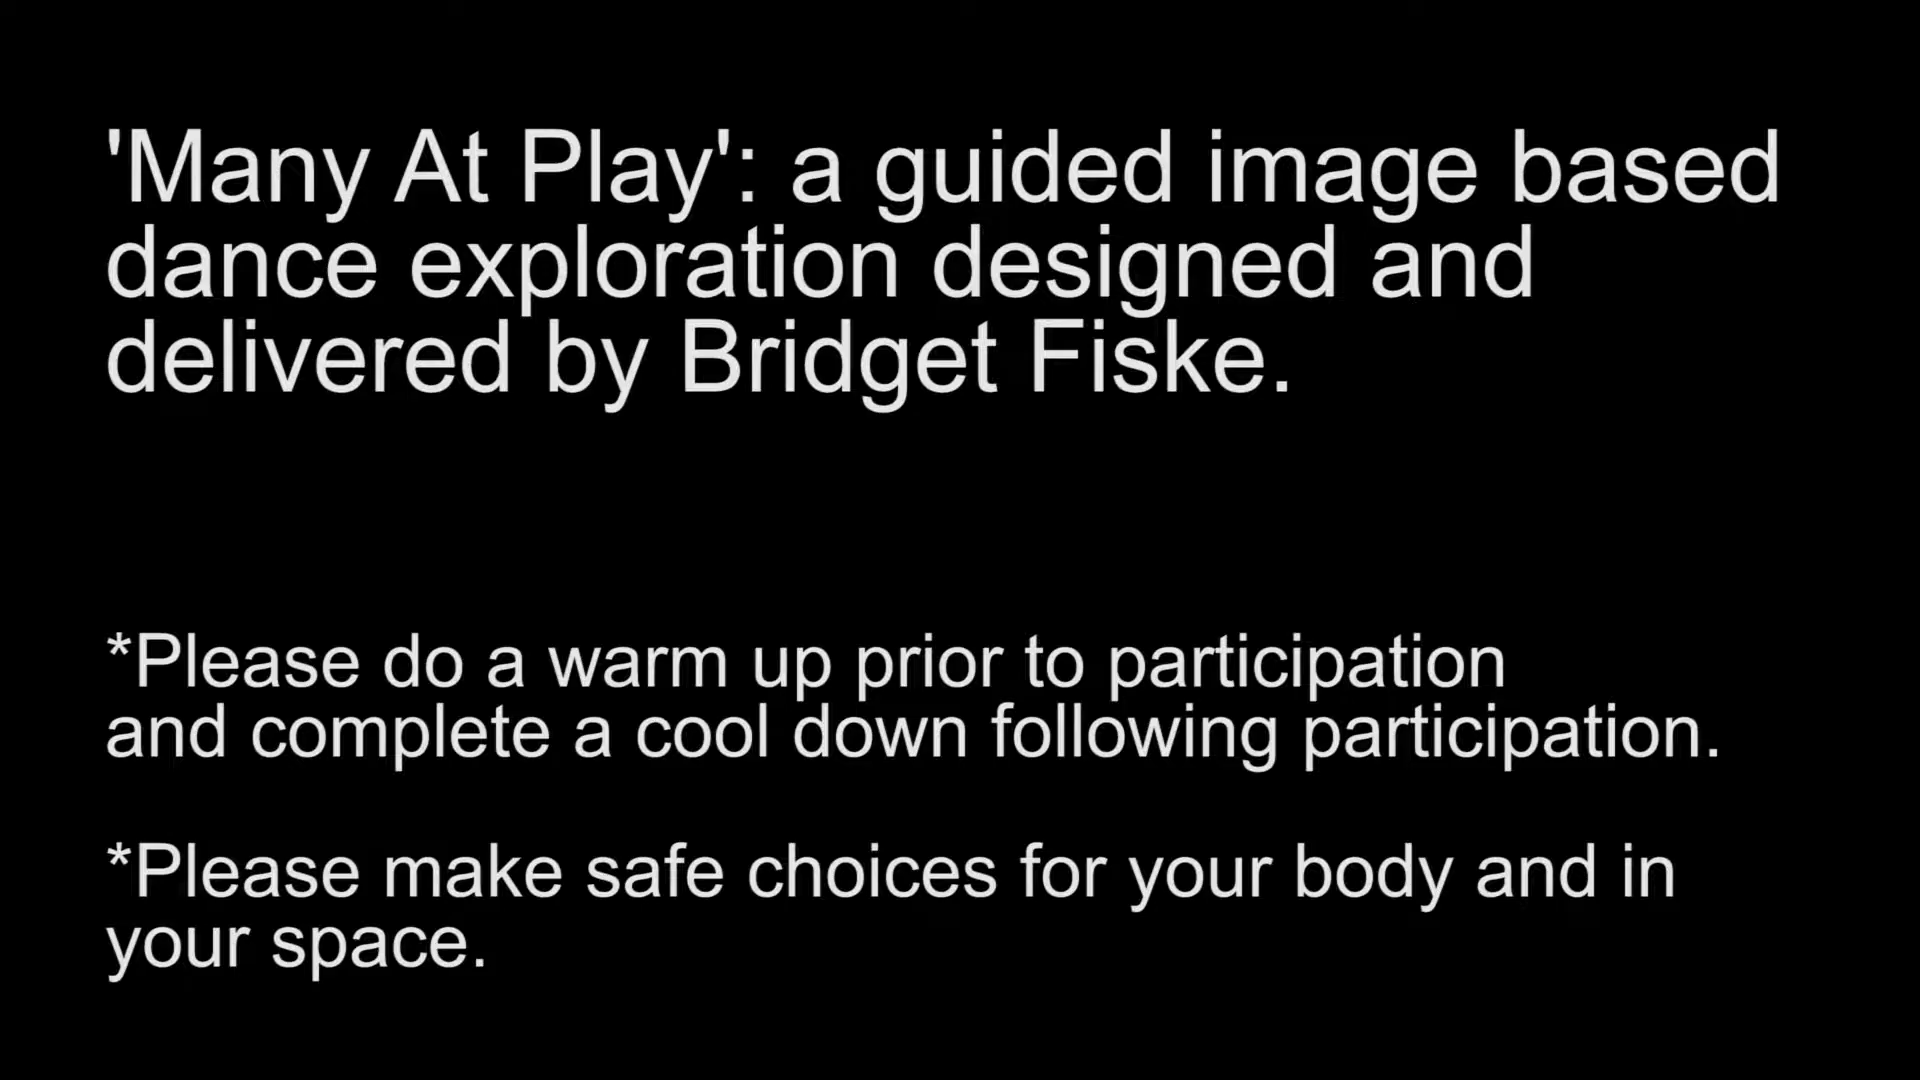 'Many At Play': a guided image based
dance exploration designed and
delivered by Bridget Fiske.
*Please do a warm up prior to participation
and complete a cool down following participation.
*Please make safe choices for your body and in
your space.